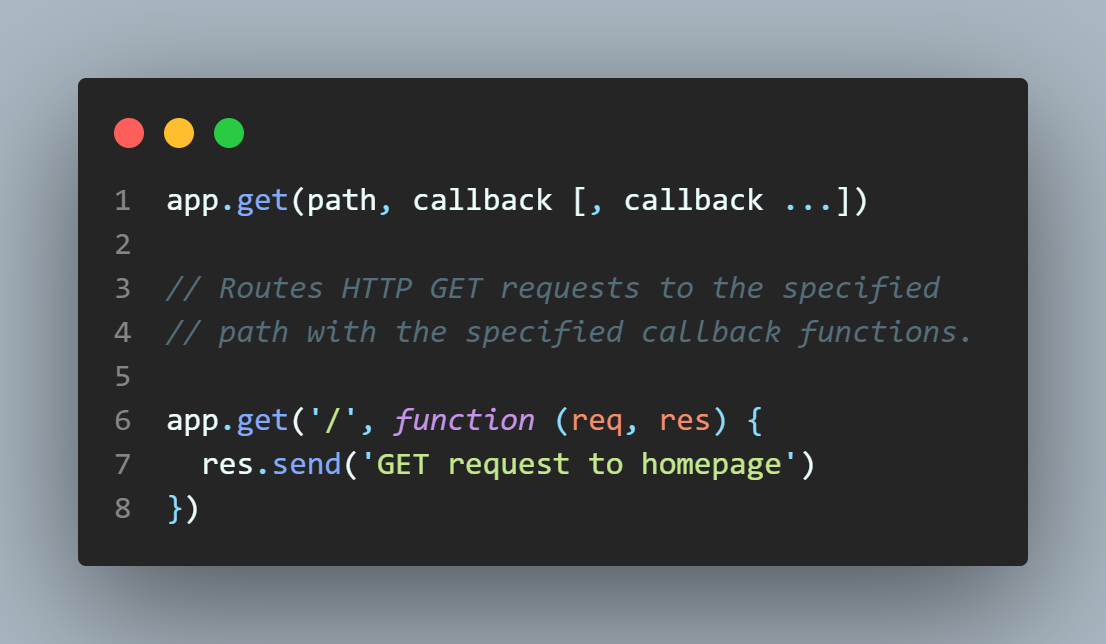 1 app.get(path, callback [, callback ...])
2
3 // Routes HTTP GET requests to the specified
4 // path with the specified callback functions.
5
6 app.get('/', function (req, res) {
7   res.send('GET request to homepage')
8 })